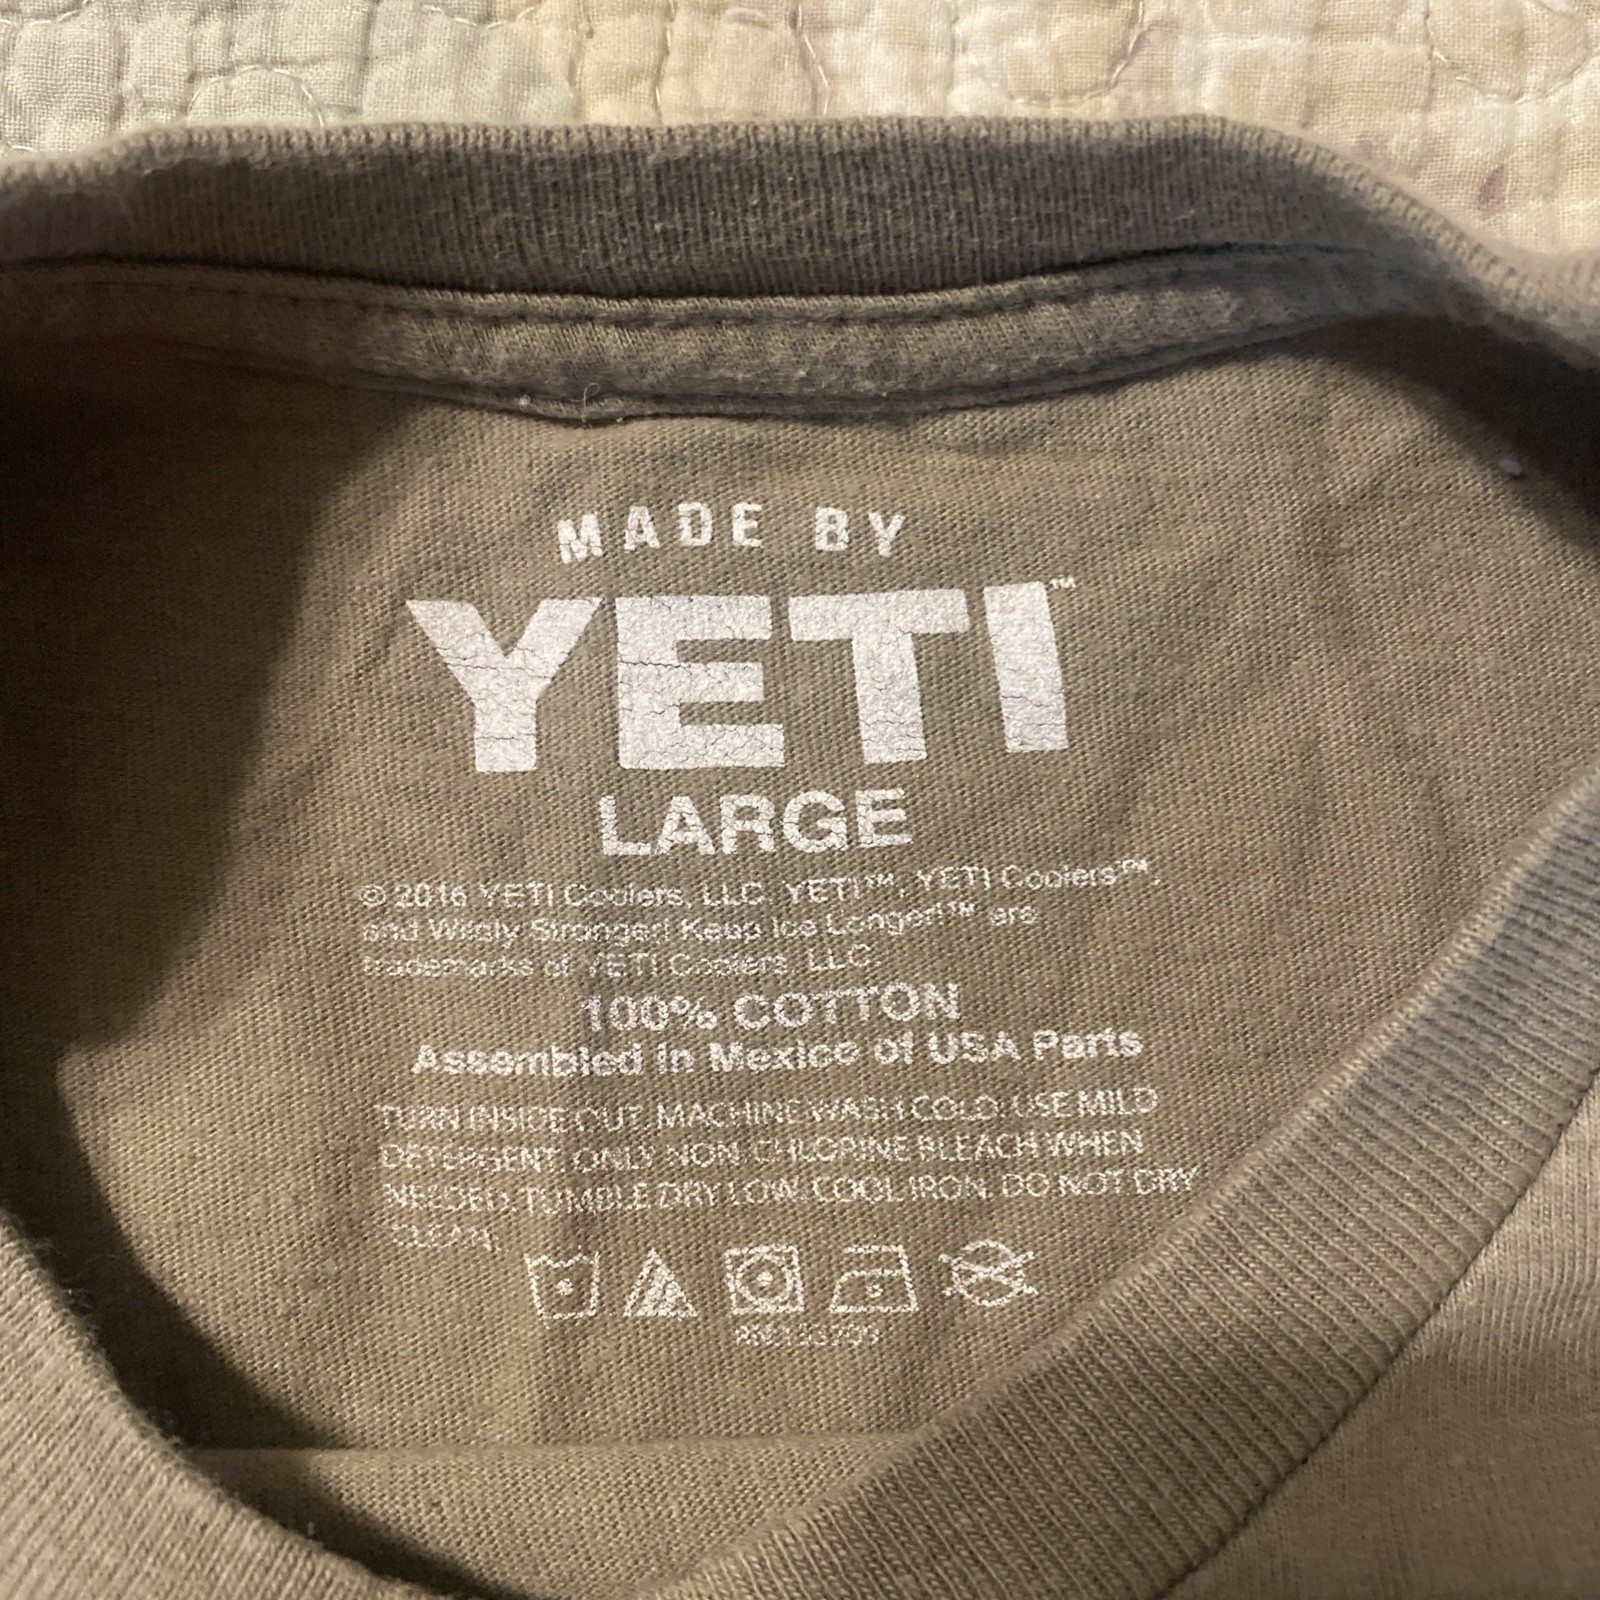 MADE BY
YETI™
LARGE
© 2016 YETI Coolers, LLC. YETI™, YETI Coolers™,
and Wildly Stronger! Keep Ice Longer!™ are
trademarks of YETI Coolers, LLC.
100% COTTON
Assembled in Mexico of USA Parts
TURN INSIDE OUT. MACHINE WASH COLD. USE MILD
DETERGENT. ONLY NON-CHLORINE BLEACH WHEN
NEEDED. TUMBLE DRY LOW. COOL IRON. DO NOT DRY
CLEAN.
RN